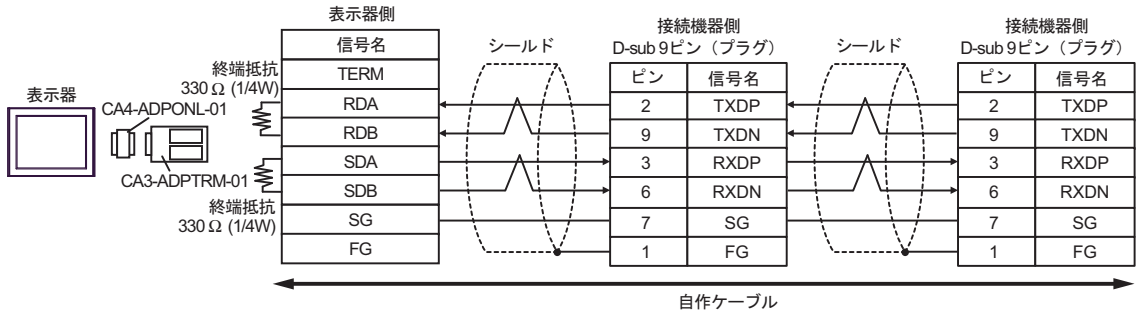 表示器側
接続機器側
D-sub 9ピン（プラグ）
接続機器側
D-sub 9ピン（プラグ）
シールド
シールド
表示器
CA4-ADPONL-01
CA3-ADPTRM-01
終端抵抗
330 Ω (1/4W)
終端抵抗
330 Ω (1/4W)
信号名
TERM
RDA
RDB
SDA
SDB
SG
FG
ピン 信号名
2 TXDP
9 TXDN
3 RXDP
6 RXDN
7 SG
1 FG
ピン 信号名
2 TXDP
9 TXDN
3 RXDP
6 RXDN
7 SG
1 FG
自作ケーブル